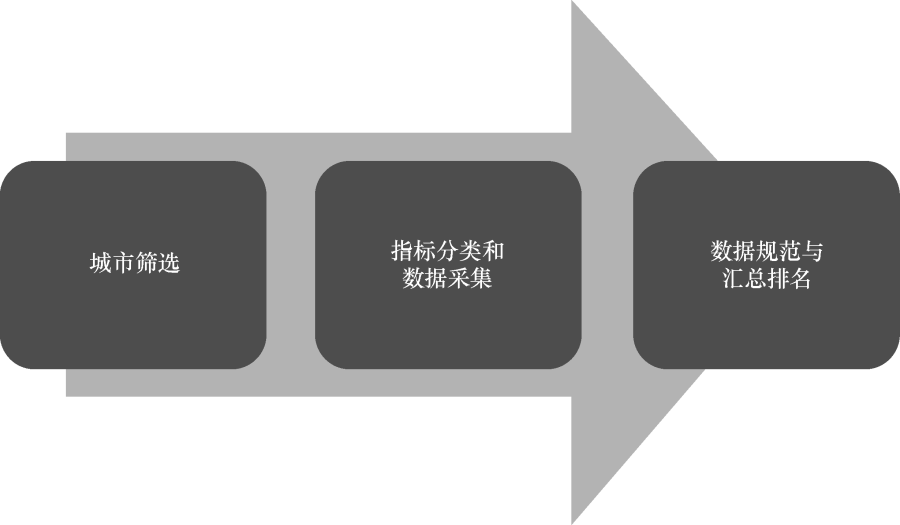 城市筛选
指标分类和
数据采集
数据规范与
汇总排名